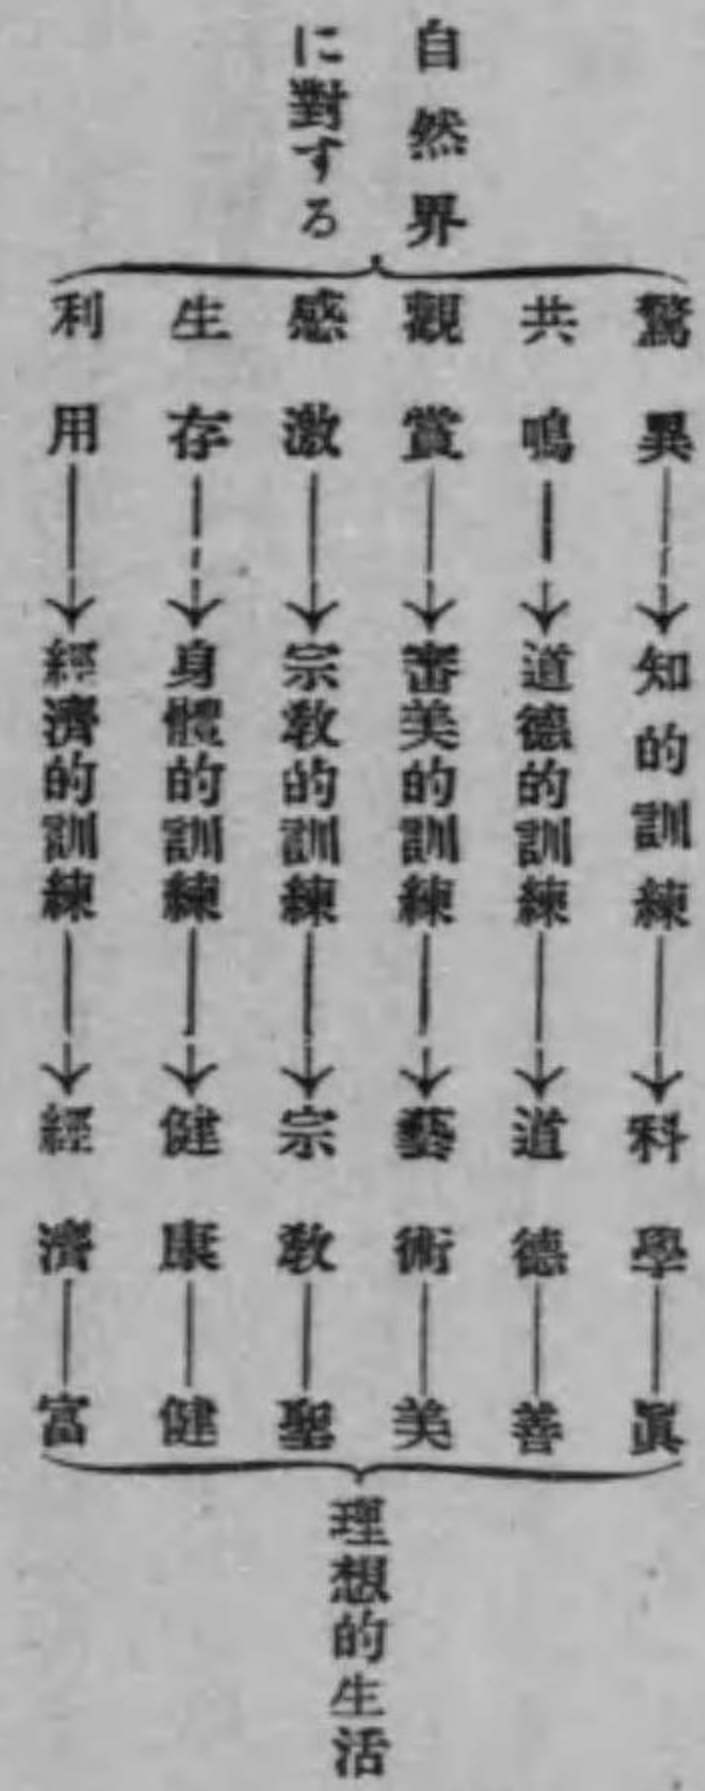 自然界
に對する
驚異──→知的訓練──→科學──眞
共鳴──→道德的訓練──→道德──善
觀賞──→審美的訓練──→藝術──美
感激──→宗教的訓練──→宗教──聖
生存──→身體的訓練──→健康──健
利用──→經濟的訓練──→經濟──富
理想的生活